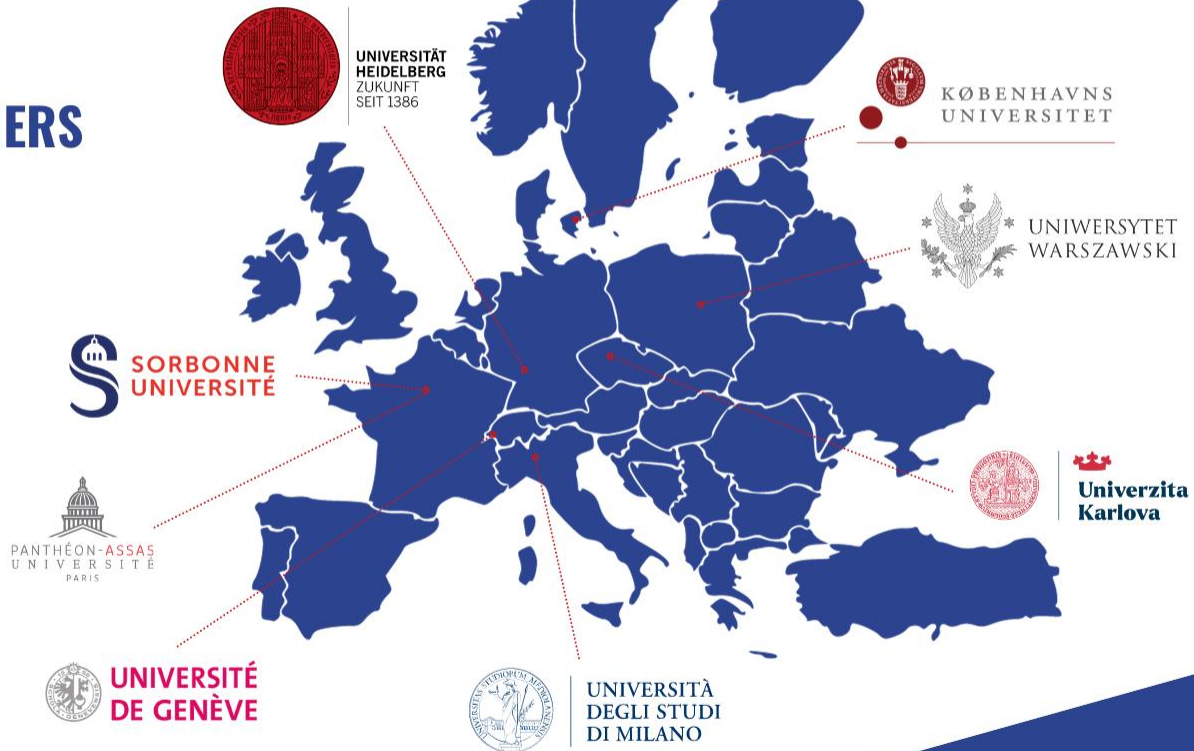 ERS
UNIVERSITÄT
HEIDELBERG
ZUKUNFT
SEIT 1386
KØBENHAVNS
UNIVERSITET
UNIWERSYTET
WARSZAWSKI
SORBONNE
UNIVERSITÉ
Univerzita
Karlova
PANTHÉON-ASSAS
UNIVERSITÉ
PARIS
UNIVERSITÉ
DE GENÈVE
UNIVERSITÀ
DEGLI STUDI
DI MILANO